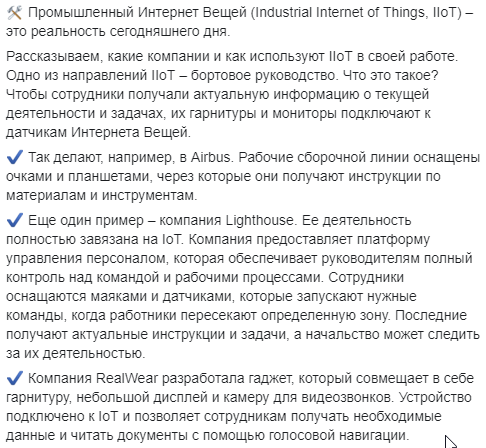 🛠 Промышленный Интернет Вещей (Industrial Internet of Things, IIoT) –
это реальность сегодняшнего дня.
Рассказываем, какие компании и как используют IIoT в своей работе.
Одно из направлений IIoT – бортовое руководство. Что это такое?
Чтобы сотрудники получали актуальную информацию о текущей
деятельности и задачах, их гарнитуры и мониторы подключают к
датчикам Интернета Вещей.
✔ Так делают, например, в Airbus. Рабочие сборочной линии оснащены
очками и планшетами, через которые они получают инструкции по
материалам и инструментам.
✔ Еще один пример – компания Lighthouse. Ее деятельность
полностью завязана на IoT. Компания предоставляет платформу
управления персоналом, которая обеспечивает руководителям полный
контроль над командой и рабочими процессами. Сотрудники
оснащаются маяками и датчиками, которые запускают нужные
команды, когда работники пересекают определенную зону. Последние
получают актуальные инструкции и задачи, а начальство может следить
за их деятельностью.
✔ Компания RealWear разработала гаджет, который совмещает в себе
гарнитуру, небольшой дисплей и камеру для видеозвонков. Устройство
подключено к IoT и позволяет сотрудникам получать необходимые
данные и читать документы с помощью голосовой навигации.